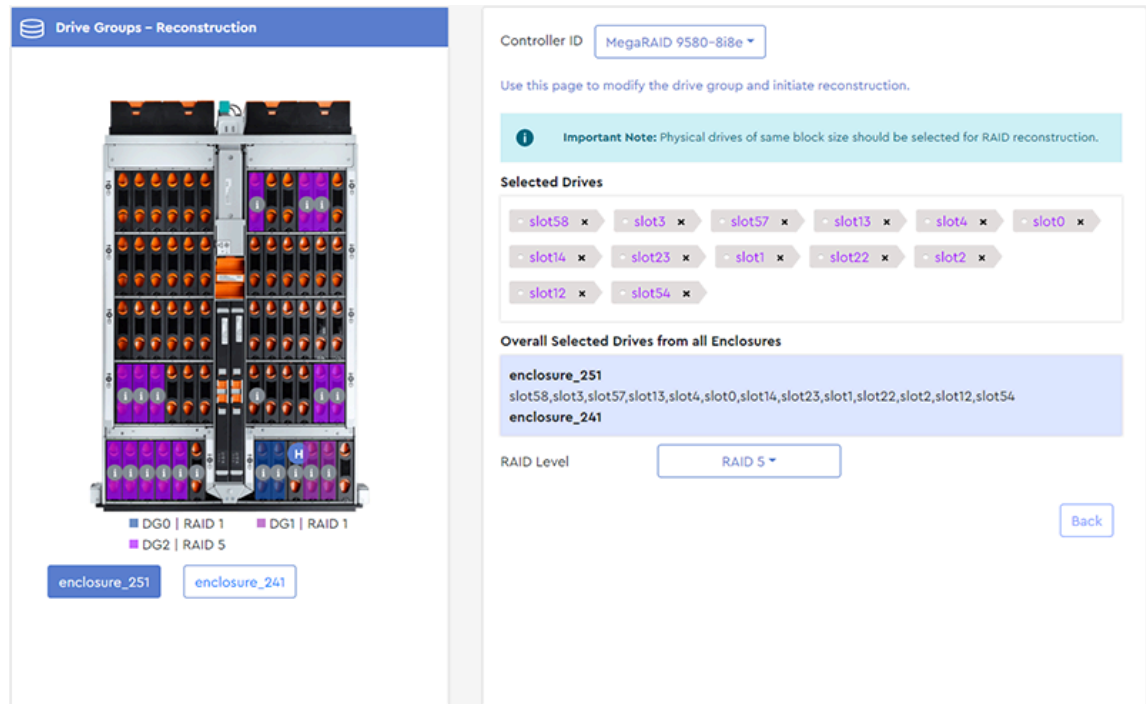 Drive Groups - Reconstruction
H
DG0 | RAID 1
DG1 | RAID 1
DG2 | RAID 5
enclosure_251
enclosure_241
Controller ID
MegaRAID 9580-8i8e
Use this page to modify the drive group and initiate reconstruction.
Important Note: Physical drives of same block size should be selected for RAID reconstruction.
Selected Drives
slot58 × slot3 × slot57 × slot13 × slot4 × slot0 ×
slot14 × slot23 × slot1 × slot22 × slot2 ×
slot12 × slot54 ×
Overall Selected Drives from all Enclosures
enclosure_251
slot58,slot3,slot57,slot13,slot4,slot0,slot14,slot23,slot1,slot22,slot2,slot12,slot54
enclosure_241
RAID Level
RAID 5
Back